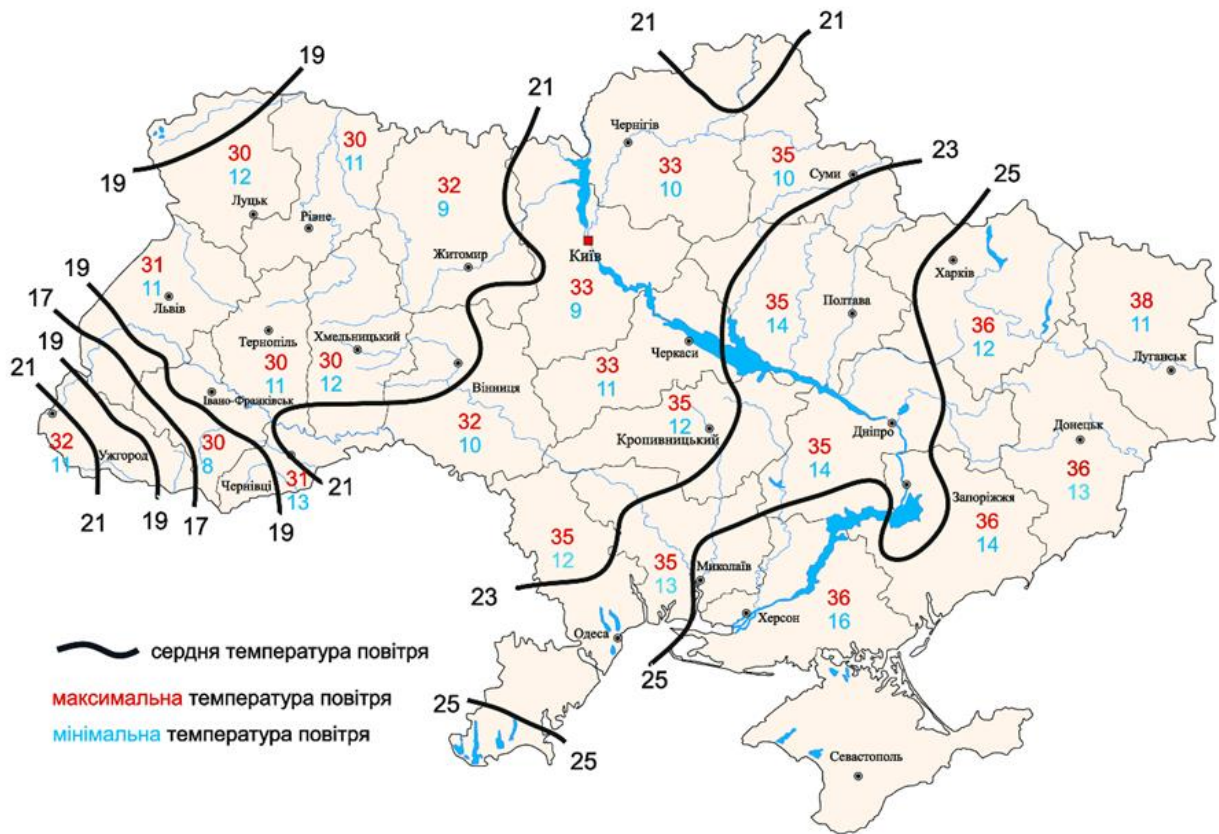 21
21
19
21
Чернігів
30
11
23
33
10
35
10
Суми
25
30
12
19
32
9
Луцьк
Рівне
Київ
Житомир
Харків
31
11
Львів
19
17
33
9
35
14
Полтава
38
11
Тернопіль
Хмельницький
36
12
19
30
11
30
12
Черкаси
Луганськ
21
Вінниця
33
11
Івано-Франківськ
35
12
Кропивницький
Дніпро
Донецьк
32
11
Ужгород
30
8
32
10
35
14
36
13
Чернівці
31
13
21
Запоріжжя
21
19
17
19
36
14
35
12
35
13
Миколаїв
23
36
16
Херсон
Одеса
25
сердня температура повітря
максимальна температура повітря
мінімальна температура повітря
25
25
Севастополь